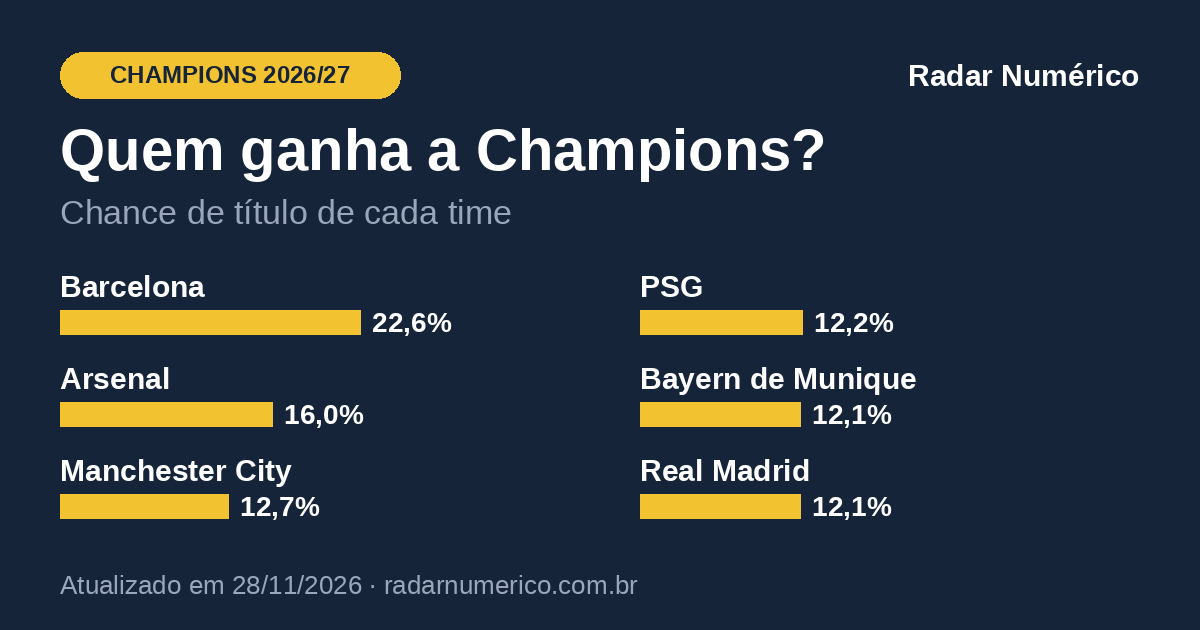 CHAMPIONS 2026/27
Radar Numérico
Quem ganha a Champions?
Chance de título de cada time
Barcelona
22,6%
Arsenal
16,0%
Manchester City
12,7%
PSG
12,2%
Bayern de Munique
12,1%
Real Madrid
12,1%
Atualizado em 28/11/2026 · radarnumerico.com.br